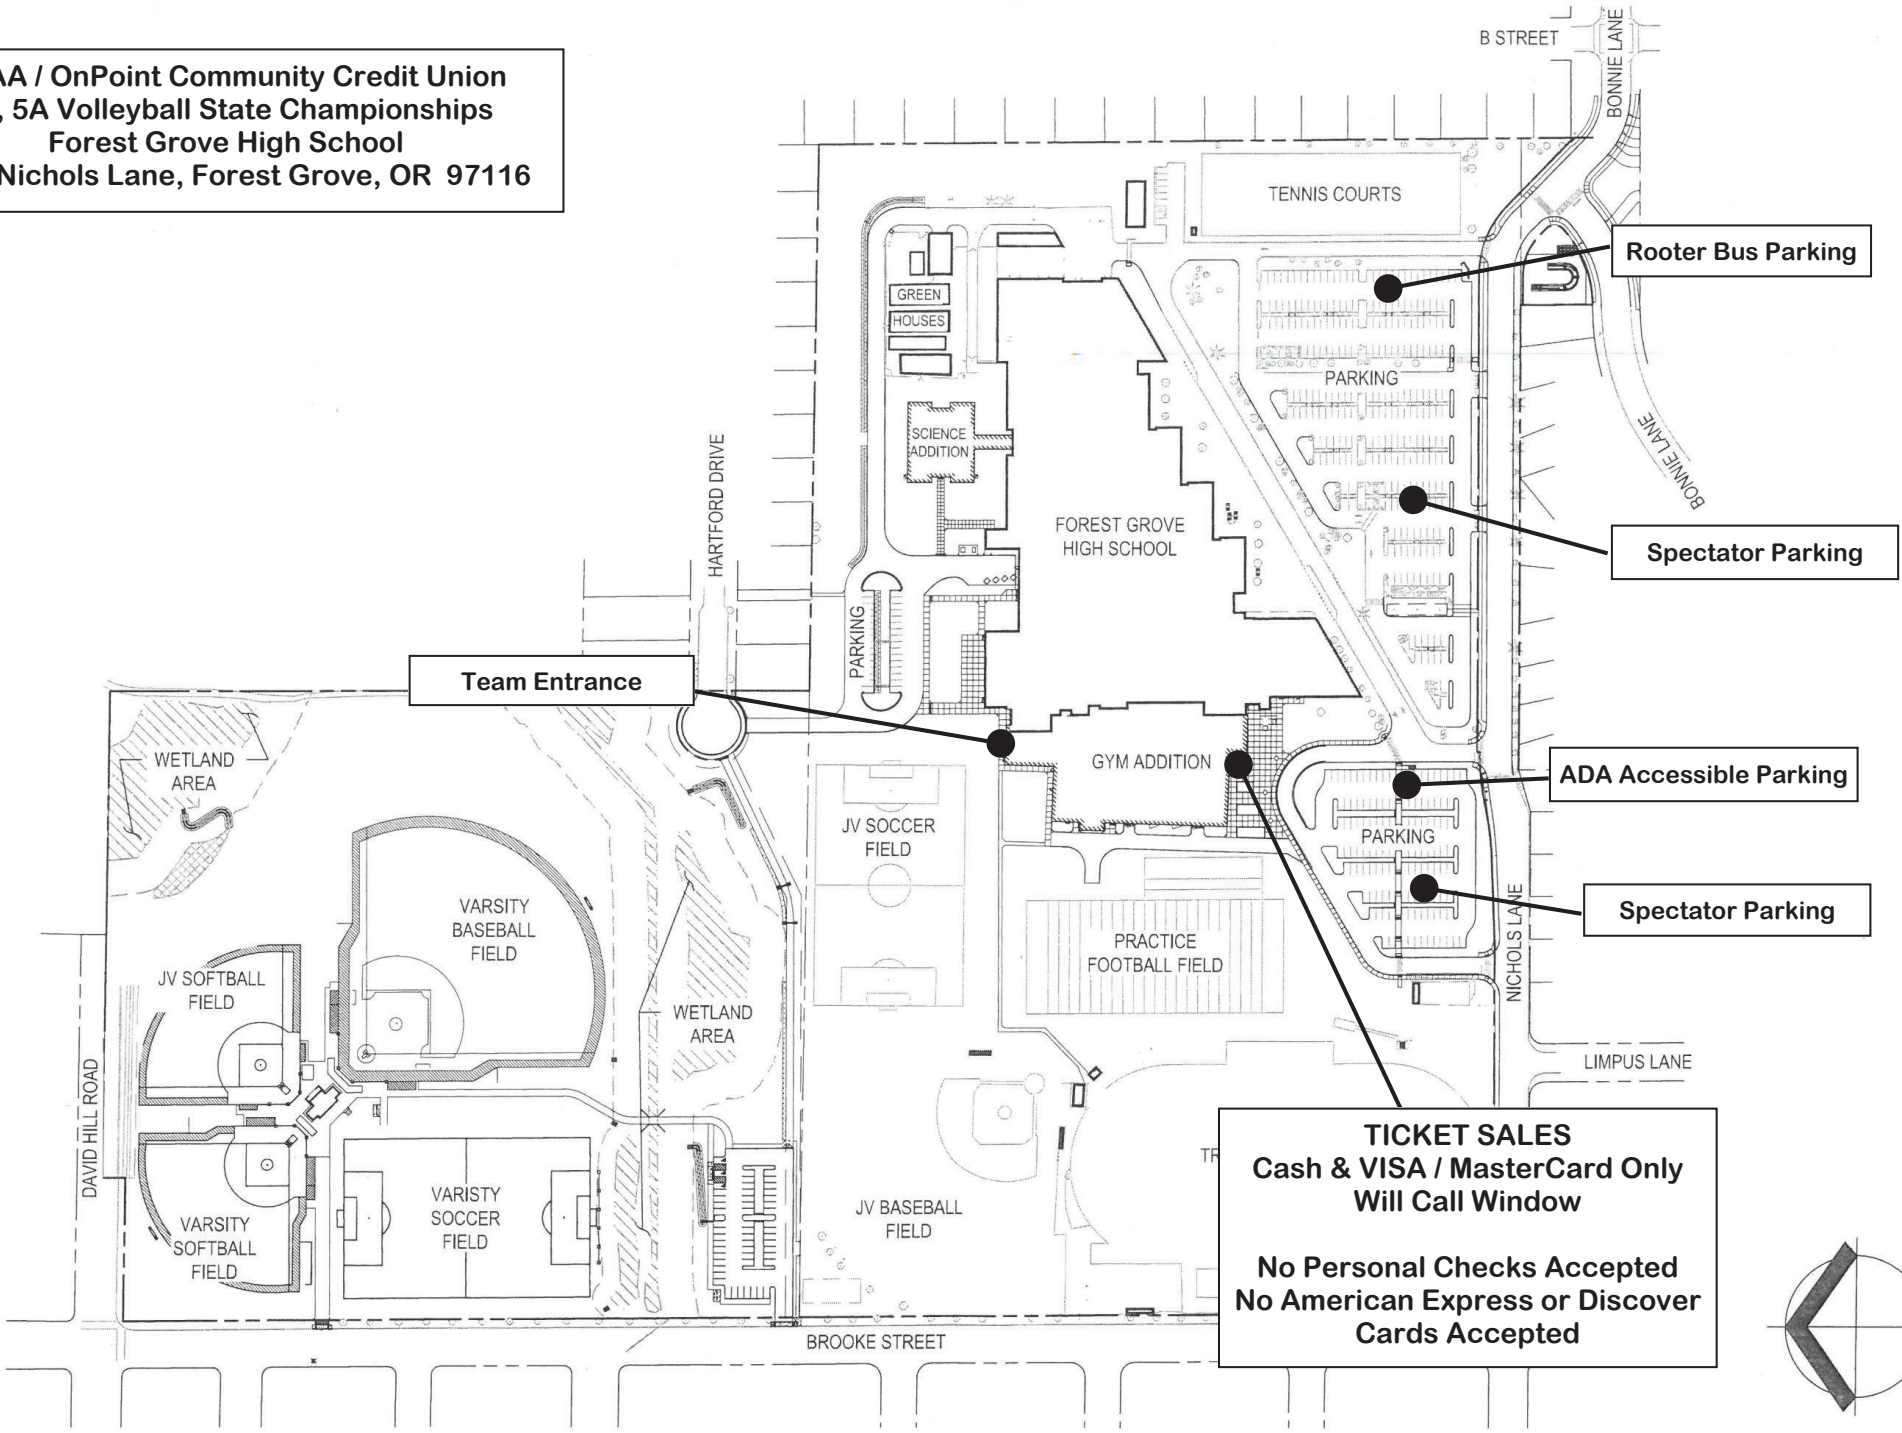 AA / OnPoint Community Credit Union
, 5A Volleyball State Championships
Forest Grove High School
Nichols Lane, Forest Grove, OR 97116
B STREET
BONNIE LANE
TENNIS COURTS
Rooter Bus Parking
GREEN
HOUSES
PARKING
SCIENCE
ADDITION
BONNIE LANE
HARTFORD DRIVE
FOREST GROVE
HIGH SCHOOL
Spectator Parking
PARKING
Team Entrance
WETLAND
AREA
GYM ADDITION
ADA Accessible Parking
JV SOCCER
FIELD
PARKING
VARSITY
BASEBALL
FIELD
Spectator Parking
NICHOLS LANE
PRACTICE
FOOTBALL FIELD
JV SOFTBALL
FIELD
WETLAND
AREA
LIMPUS LANE
DAVID HILL ROAD
TICKET SALES
Cash & VISA / MasterCard Only
Will Call Window
No Personal Checks Accepted
No American Express or Discover
Cards Accepted
TR
VARISTY
SOCCER
FIELD
JV BASEBALL
FIELD
VARSITY
SOFTBALL
FIELD
BROOKE STREET